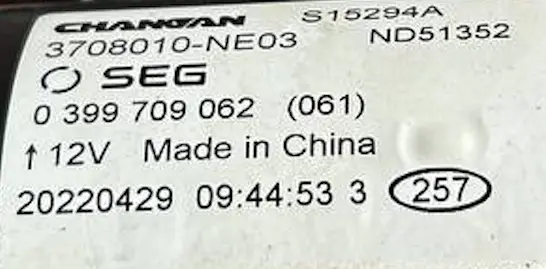 CHANGAN S15294A
3708010-NE03 ND51352
SEG
0 399 709 062 (061)
↑ 12V Made in China
20220429 09:44:53 3 257